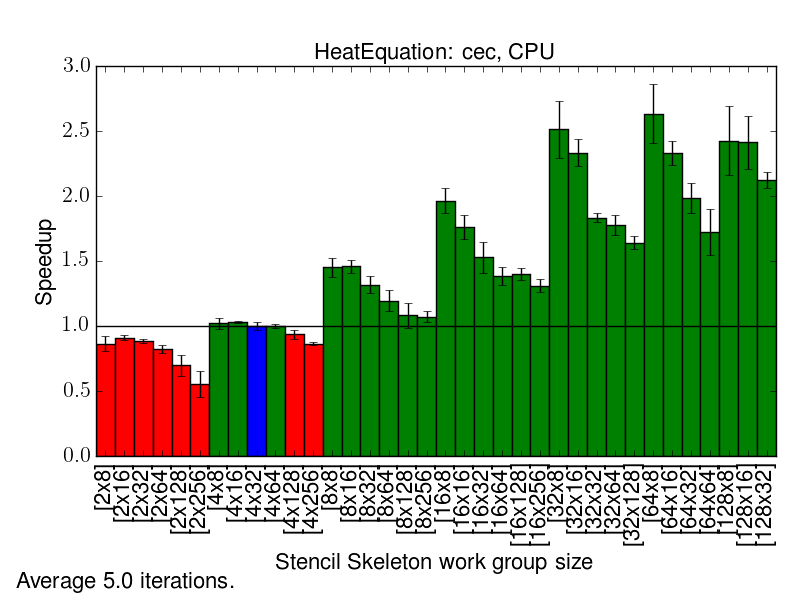 HeatEquation: cec, CPU
3.0
2.5
2.0
1.5
1.0
0.5
0.0
Speedup
[2x8]
[2x16]
[2x32]
[2x64]
[2x128]
[2x256]
[4x8]
[4x16]
[4x32]
[4x64]
[4x128]
[4x256]
[8x8]
[8x16]
[8x32]
[8x64]
[8x128]
[8x256]
[16x8]
[16x16]
[16x32]
[16x64]
[16x128]
[16x256]
[32x8]
[32x16]
[32x32]
[32x64]
[32x128]
[64x8]
[64x16]
[64x32]
[64x64]
[128x8]
[128x16]
[128x32]
Stencil Skeleton work group size
Average 5.0 iterations.